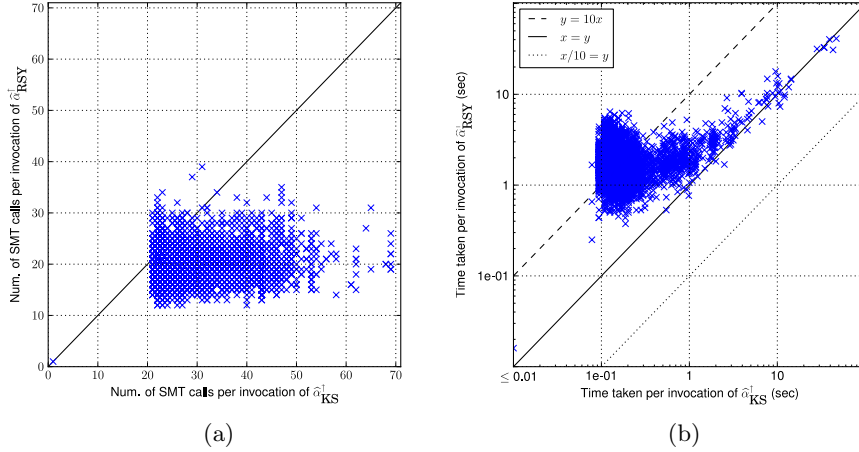 70
60
50
40
30
20
10
0
Num. of SMT calls per invocation of α̂↑RSY
0 10 20 30 40 50 60 70
Num. of SMT calls per invocation of α̂↑KS
(a)
y = 10x
x = y
x/10 = y
10
1
1e-01
Time taken per invocation of α̂↑RSY (sec)
≤ 0.01 1e-01 1 10
Time taken per invocation of α̂↑KS (sec)
(b)